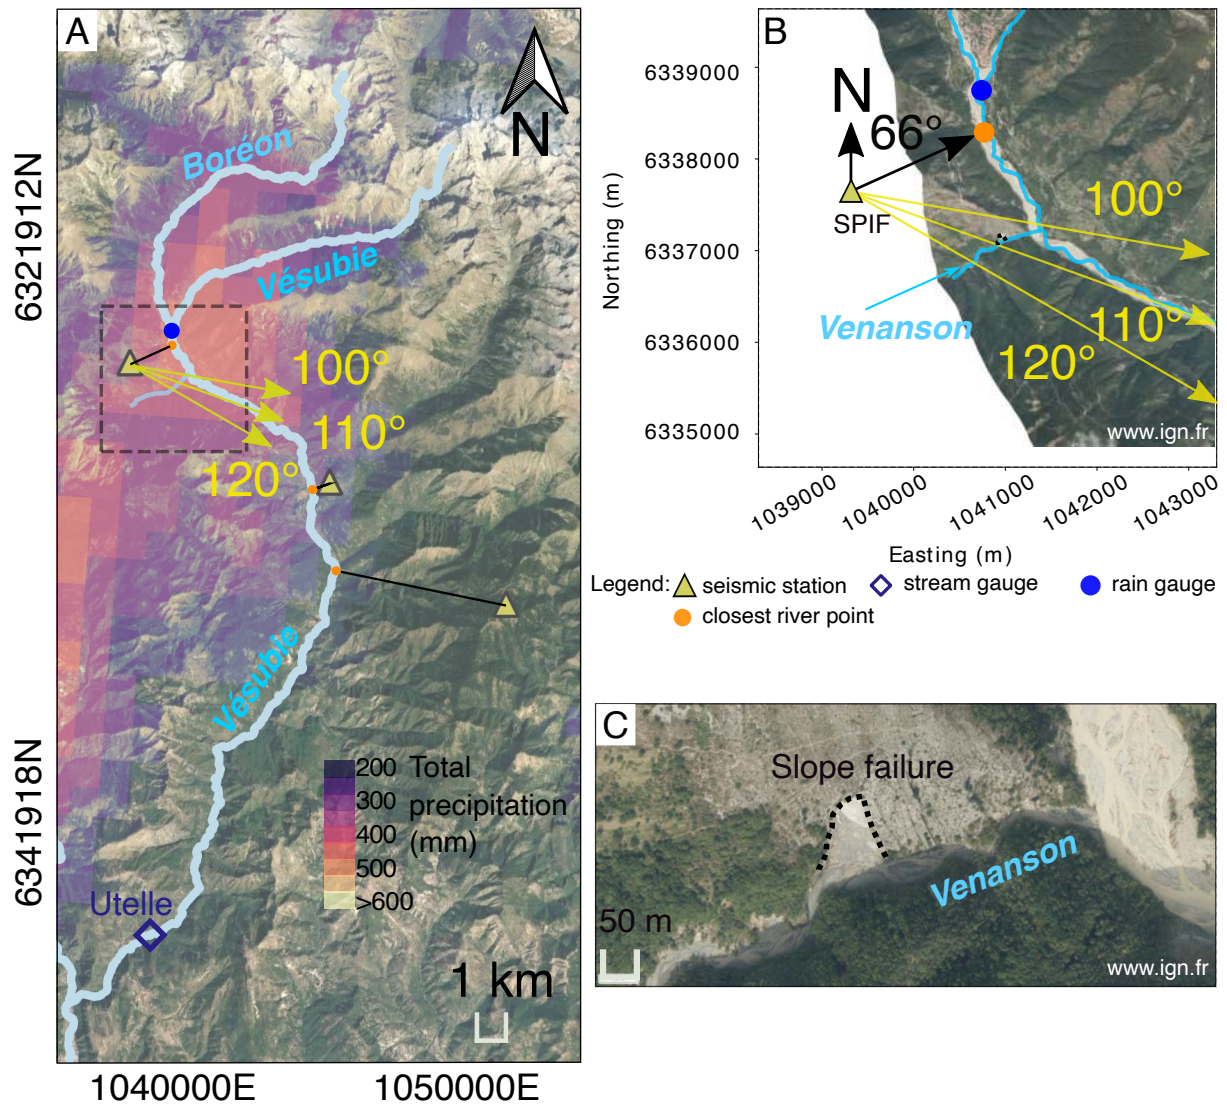 A
N
Boréon
Vésubie
6321912N
100°
110°
120°
Vésubie
6341918N
200
300
400
500
>600
Total
precipitation
(mm)
Utelle
1 km
1040000E
1050000E
B
N
66°
SPIF
100°
110°
120°
Venanson
www.ign.fr
6339000
6338000
6337000
6336000
6335000
Northing (m)
1039000
1040000
1041000
1042000
1043000
Easting (m)
Legend:
seismic station
stream gauge
rain gauge
closest river point
C
Slope failure
Venanson
50 m
www.ign.fr